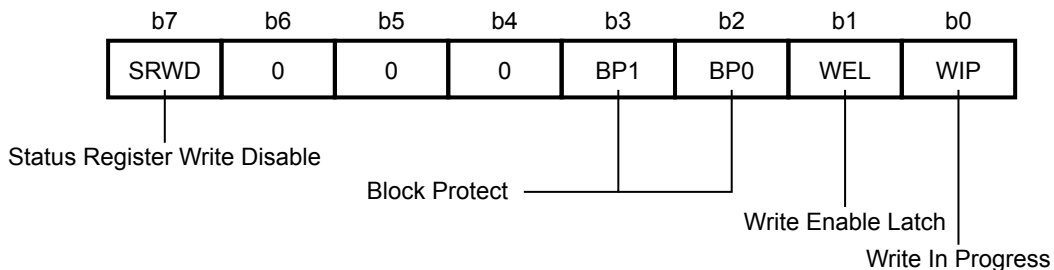 b7 b6 b5 b4 b3 b2 b1 b0
SRWD 0 0 0 BP1 BP0 WEL WIP
Status Register Write Disable
Block Protect
Write Enable Latch
Write In Progress